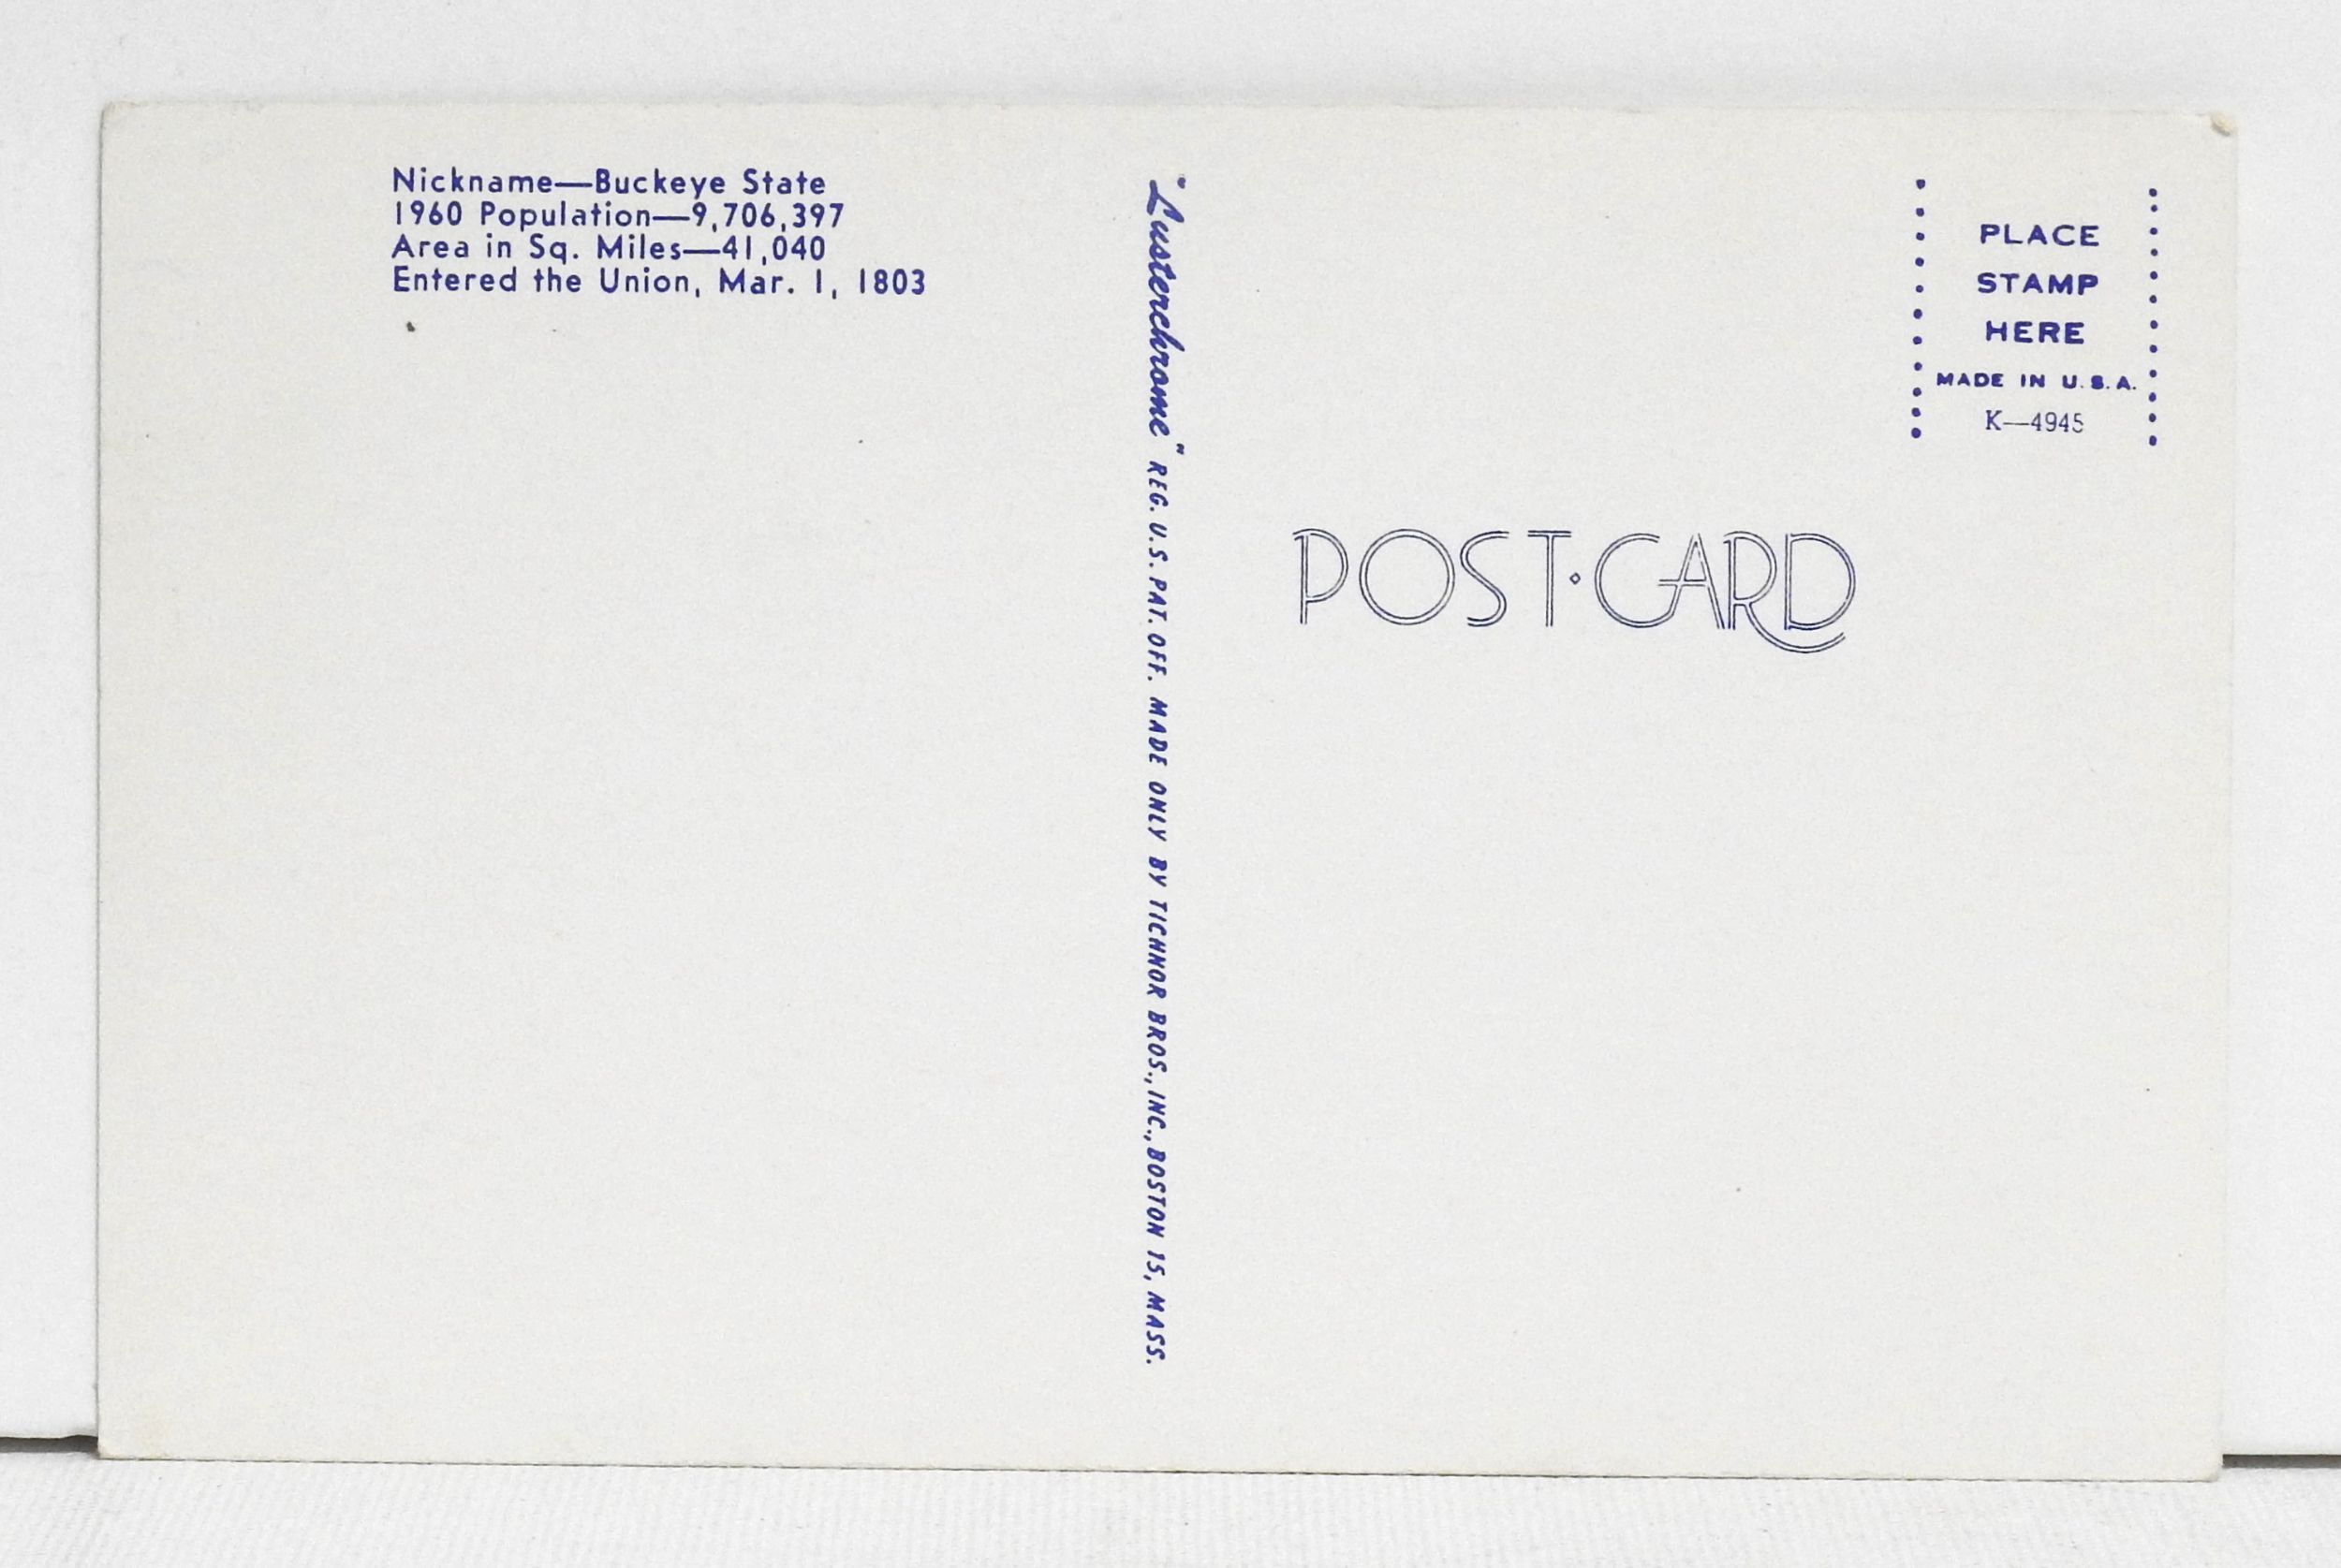 Nickname—Buckeye State
1960 Population—9,706,397
Area in Sq. Miles—41,040
Entered the Union, Mar. 1, 1803
"Lusterchrome" REG. U.S. PAT. OFF. MADE ONLY BY TICHNOR BROS., INC., BOSTON 15, MASS.
PLACE
STAMP
HERE
MADE IN U.S.A.
K—4945
POST·CARD